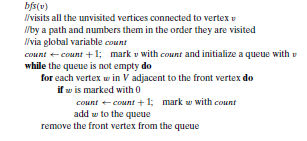 bfs(v)
//visits all the unvisited vertices connected to vertex v
//by a path and numbers them in the order they are visited
//via global variable count
count ← count + 1; mark v with count and initialize a queue with v
while the queue is not empty do
for each vertex w in V adjacent to the front vertex do
if w is marked with 0
count ← count + 1; mark w with count
add w to the queue
remove the front vertex from the queue